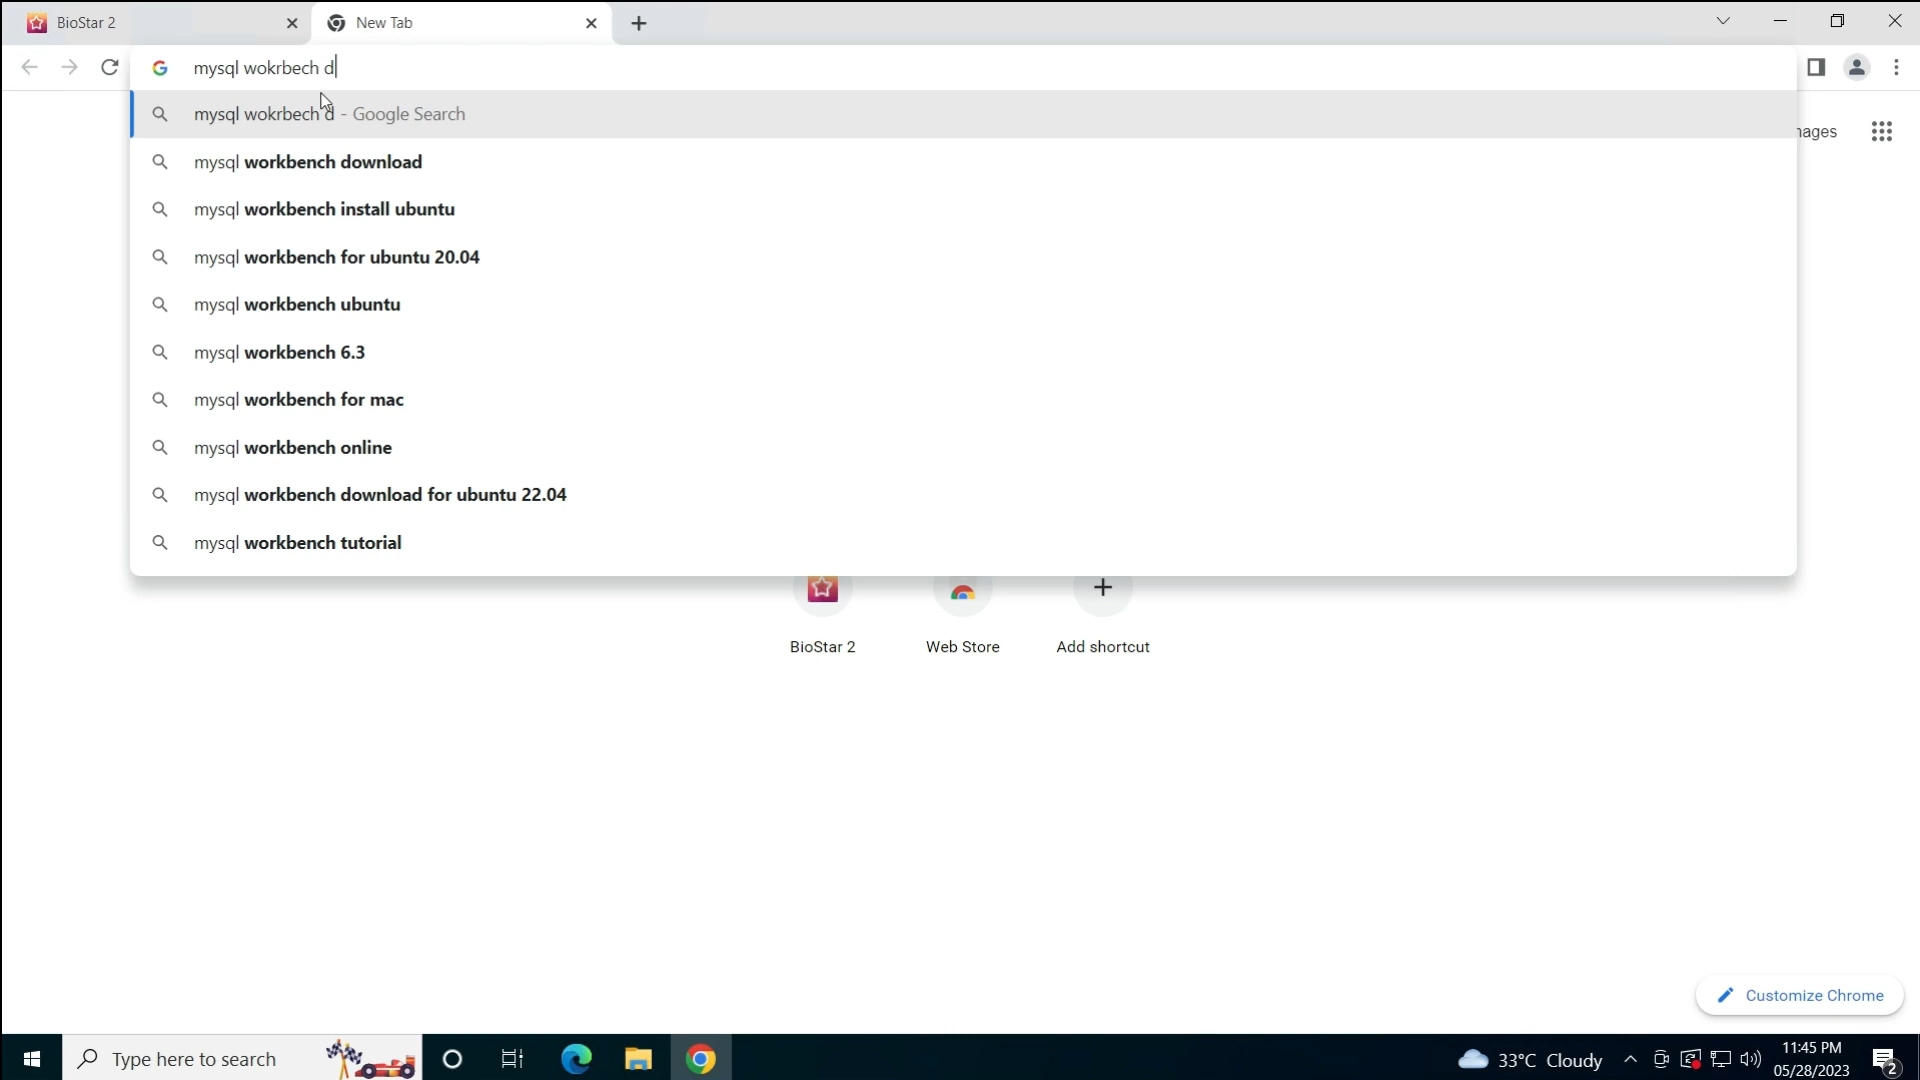 BioStar 2
New Tab
mysql wokrbech d
mysql wokrbech d - Google Search
nages
mysql workbench download
mysql workbench install ubuntu
mysql workbench for ubuntu 20.04
mysql workbench ubuntu
mysql workbench 6.3
mysql workbench for mac
mysql workbench online
mysql workbench download for ubuntu 22.04
mysql workbench tutorial
BioStar 2
Web Store
Add shortcut
Customize Chrome
Type here to search
33°C Cloudy
11:45 PM
05/28/2023
2